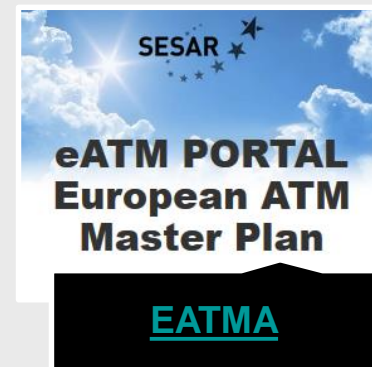 SESAR
eATM PORTAL
European ATM
Master Plan
EATMA